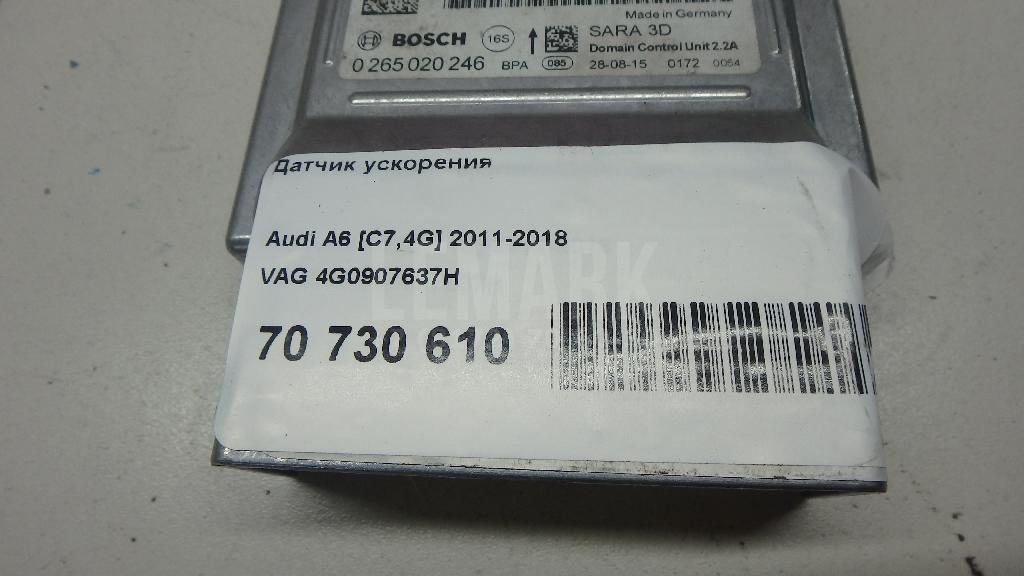 Made in Germany
BOSCH 16S SARA 3D
Domain Control Unit 2.2A
0 265 020 246 BPA 085 28-08-15 0172 0054
Датчик ускорения
Audi A6 [C7,4G] 2011-2018
VAG 4G0907637H
LEMARK
70 730 610